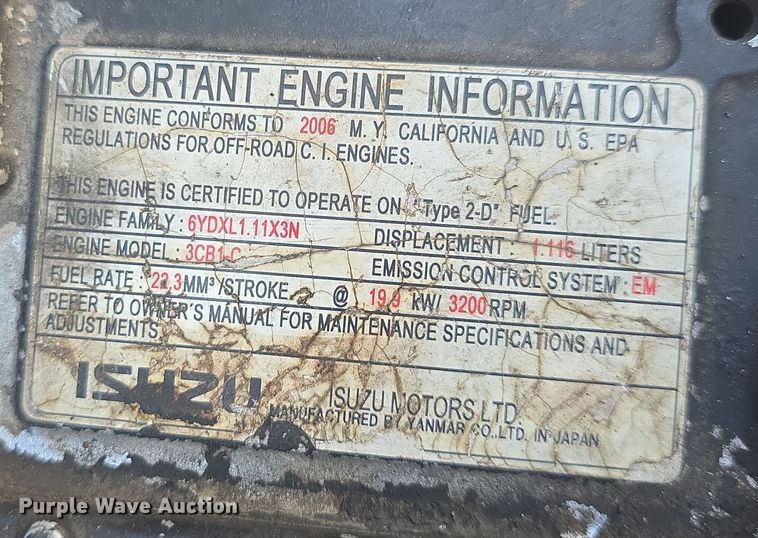 IMPORTANT ENGINE INFORMATION
THIS ENGINE CONFORMS TO 2006 M.Y. CALIFORNIA AND U.S. EPA
REGULATIONS FOR OFF-ROAD C.I. ENGINES.
THIS ENGINE IS CERTIFIED TO OPERATE ON "Type 2-D" FUEL.
ENGINE FAMILY : 6YDXL1.11X3N DISPLACEMENT : 1.116 LITERS
ENGINE MODEL : 3CB1-C EMISSION CONTROL SYSTEM : EM
FUEL RATE : 22.3MM³/STROKE @ 19.9 kW/ 3200RPM
REFER TO OWNER'S MANUAL FOR MAINTENANCE SPECIFICATIONS AND
ADJUSTMENTS
ISUZU ISUZU MOTORS LTD.
MANUFACTURED BY YANMAR CO.LTD. IN JAPAN
Purple Wave Auction